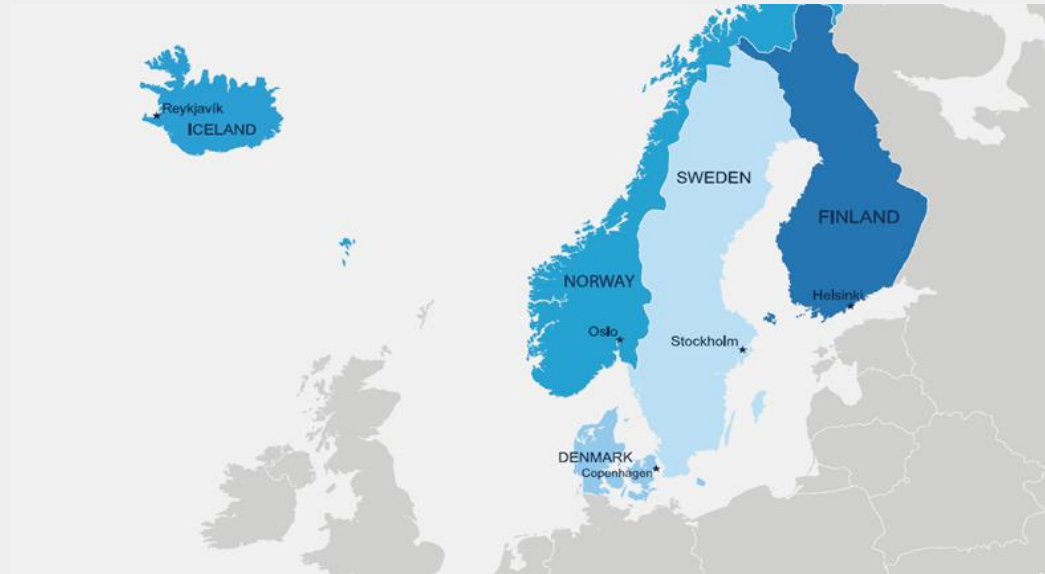 Reykjavík
ICELAND
SWEDEN
FINLAND
NORWAY
Helsinki
Oslo
Stockholm
DENMARK
Copenhagen